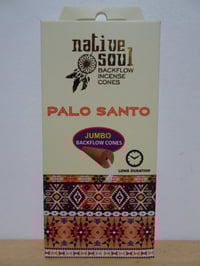 native
soul
BACKFLOW
INCENSE
CONES
PALO SANTO
JUMBO
BACKFLOW CONES
LONG DURATION